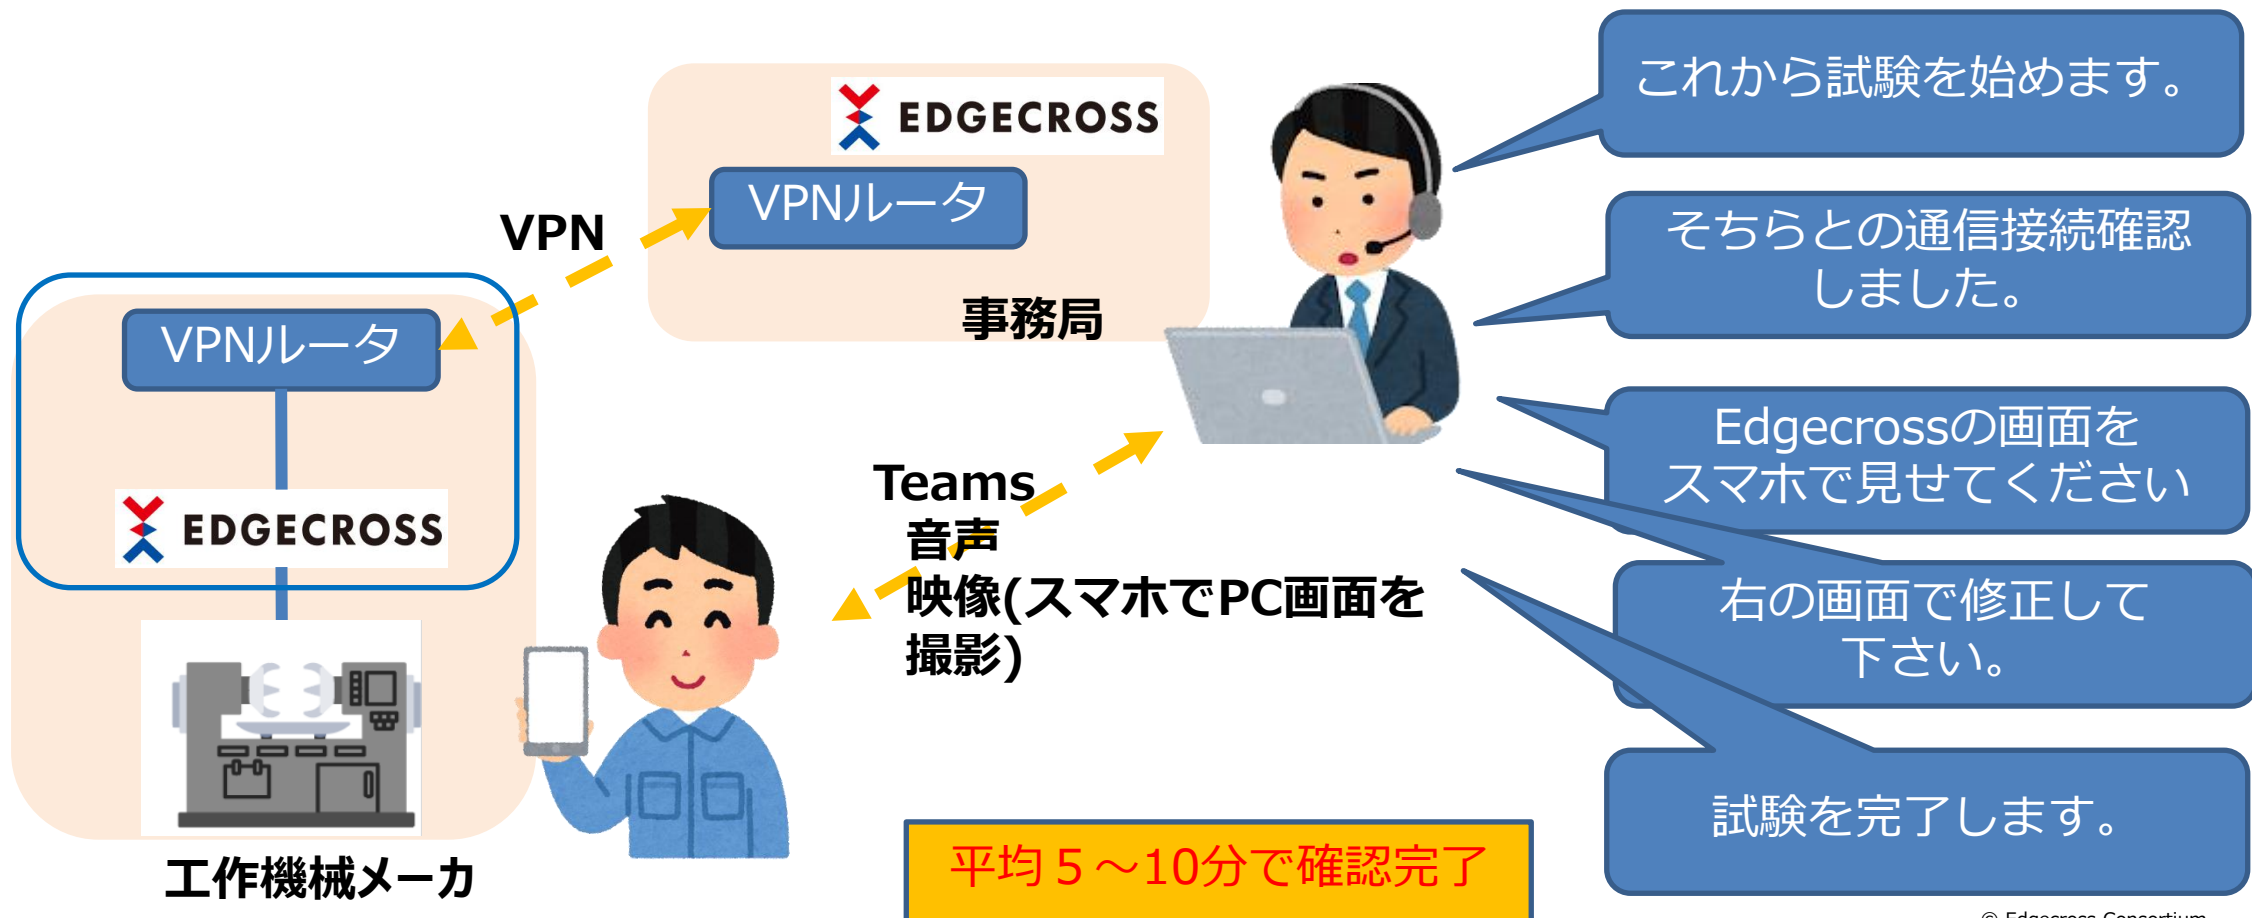 EDGECROSS
VPNルータ
事務局
VPN
VPNルータ
EDGECROSS
工作機械メーカ
Teams
音声
映像(スマホでPC画面を
撮影)
これから試験を始めます。
そちらとの通信接続確認
しました。
Edgecrossの画面を
スマホで見せてください
右の画面で修正して
下さい。
試験を完了します。
平均５～10分で確認完了
© Edgecross Consortium